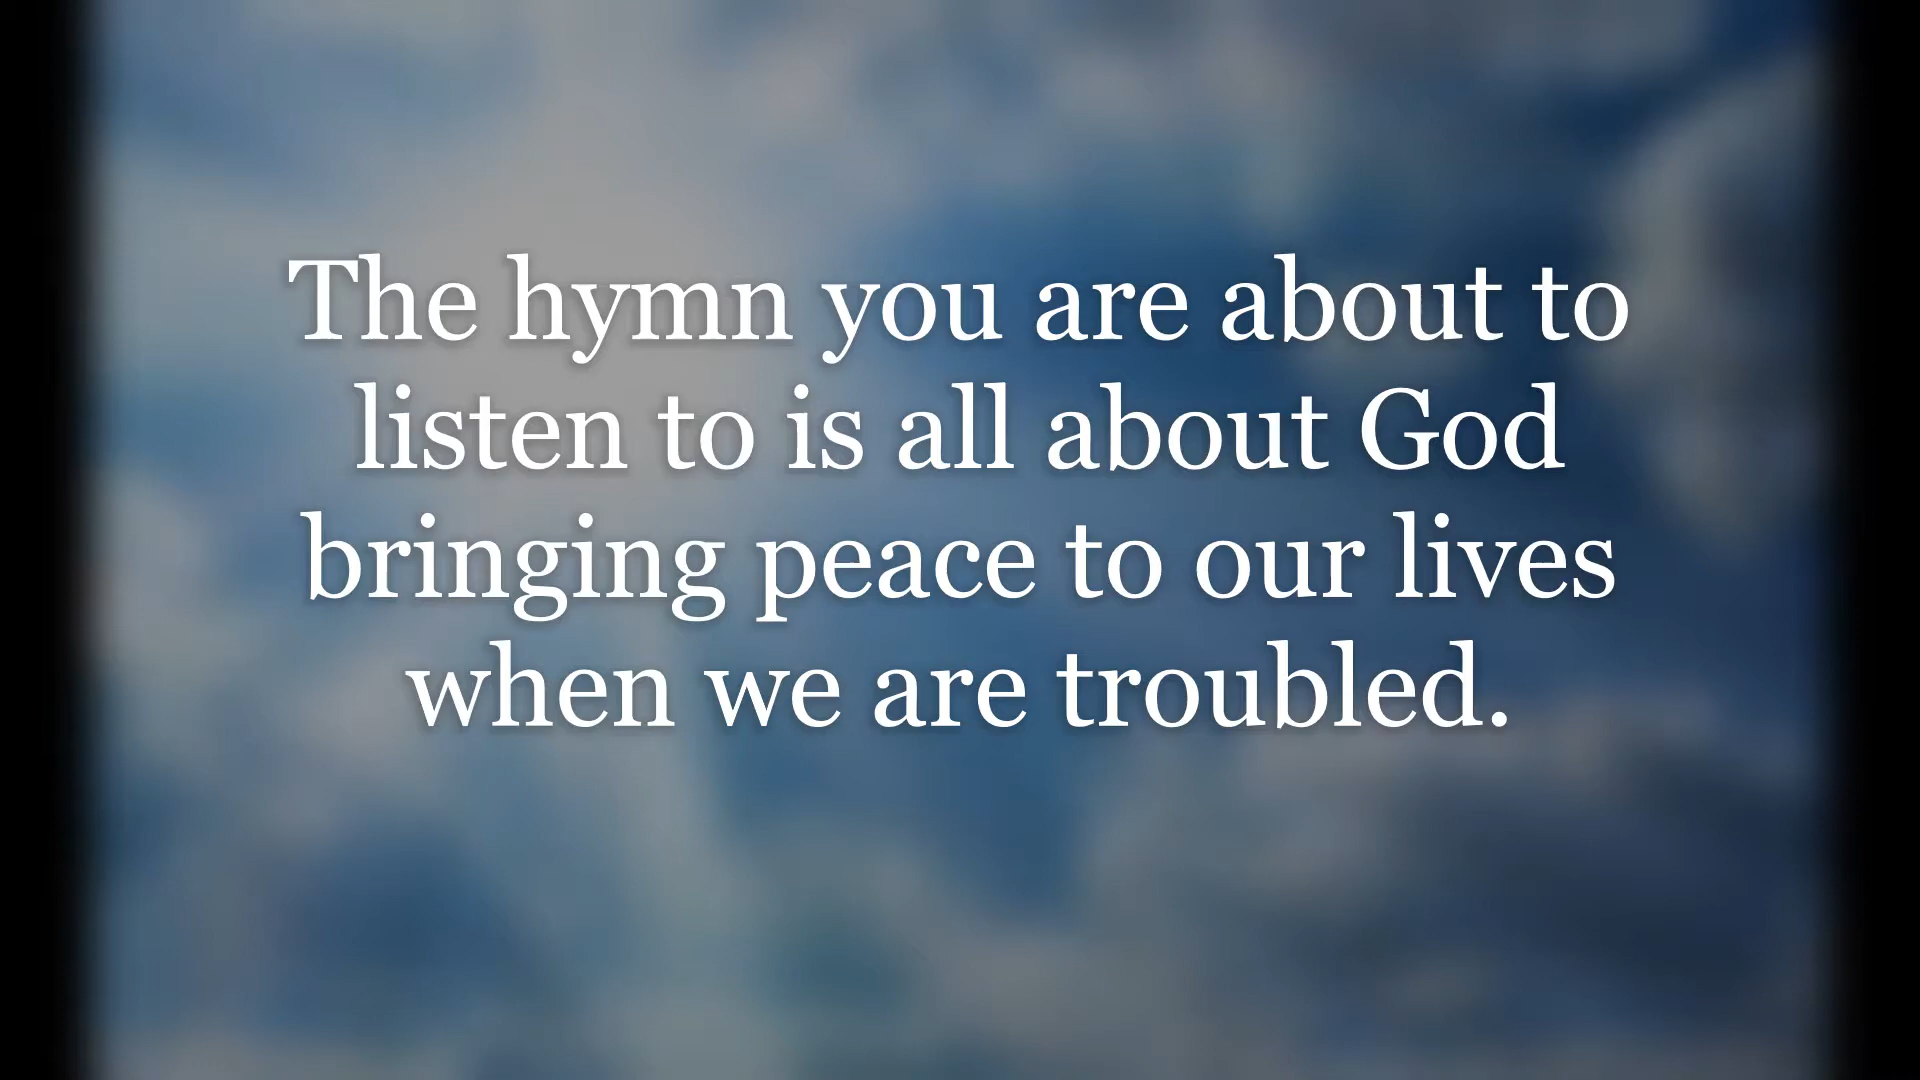 The hymn you are about to
listen to is all about God
bringing peace to our lives
when we are troubled.